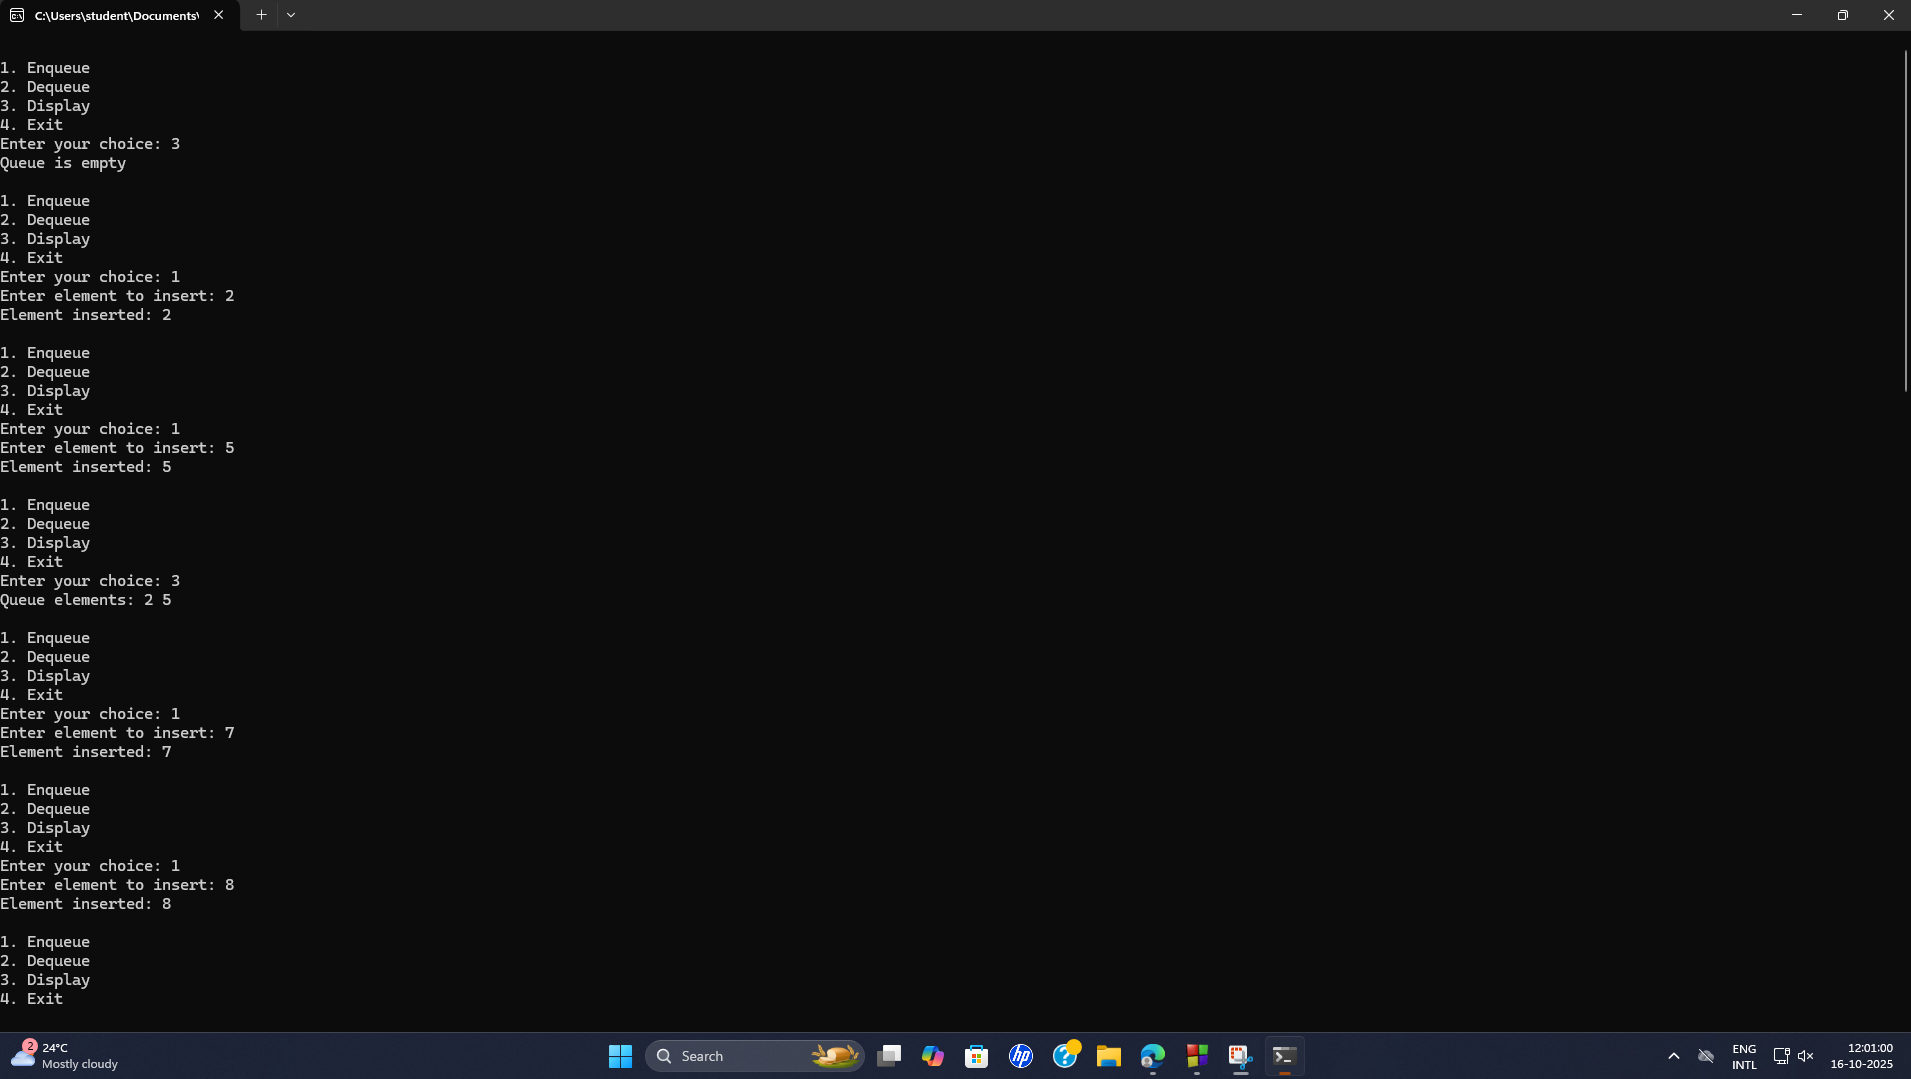 C:\Users\student\Documents\
1. Enqueue
2. Dequeue
3. Display
4. Exit
Enter your choice: 3
Queue is empty
1. Enqueue
2. Dequeue
3. Display
4. Exit
Enter your choice: 1
Enter element to insert: 2
Element inserted: 2
1. Enqueue
2. Dequeue
3. Display
4. Exit
Enter your choice: 1
Enter element to insert: 5
Element inserted: 5
1. Enqueue
2. Dequeue
3. Display
4. Exit
Enter your choice: 3
Queue elements: 2 5
1. Enqueue
2. Dequeue
3. Display
4. Exit
Enter your choice: 1
Enter element to insert: 7
Element inserted: 7
1. Enqueue
2. Dequeue
3. Display
4. Exit
Enter your choice: 1
Enter element to insert: 8
Element inserted: 8
1. Enqueue
2. Dequeue
3. Display
4. Exit
2
24°C
Mostly cloudy
Search
hp
ENG
INTL
12:01:00
16-10-2025